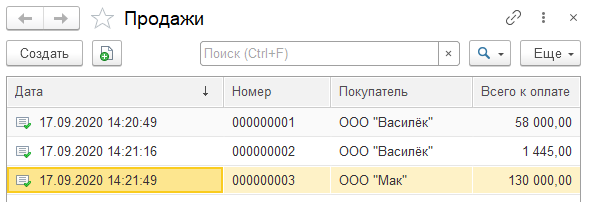 Продажи
Создать Поиск (Ctrl+F) × Еще
Дата ↓ Номер Покупатель Всего к оплате
17.09.2020 14:20:49 000000001 ООО "Василёк" 58 000,00
17.09.2020 14:21:16 000000002 ООО "Василёк" 1 445,00
17.09.2020 14:21:49 000000003 ООО "Мак" 130 000,00